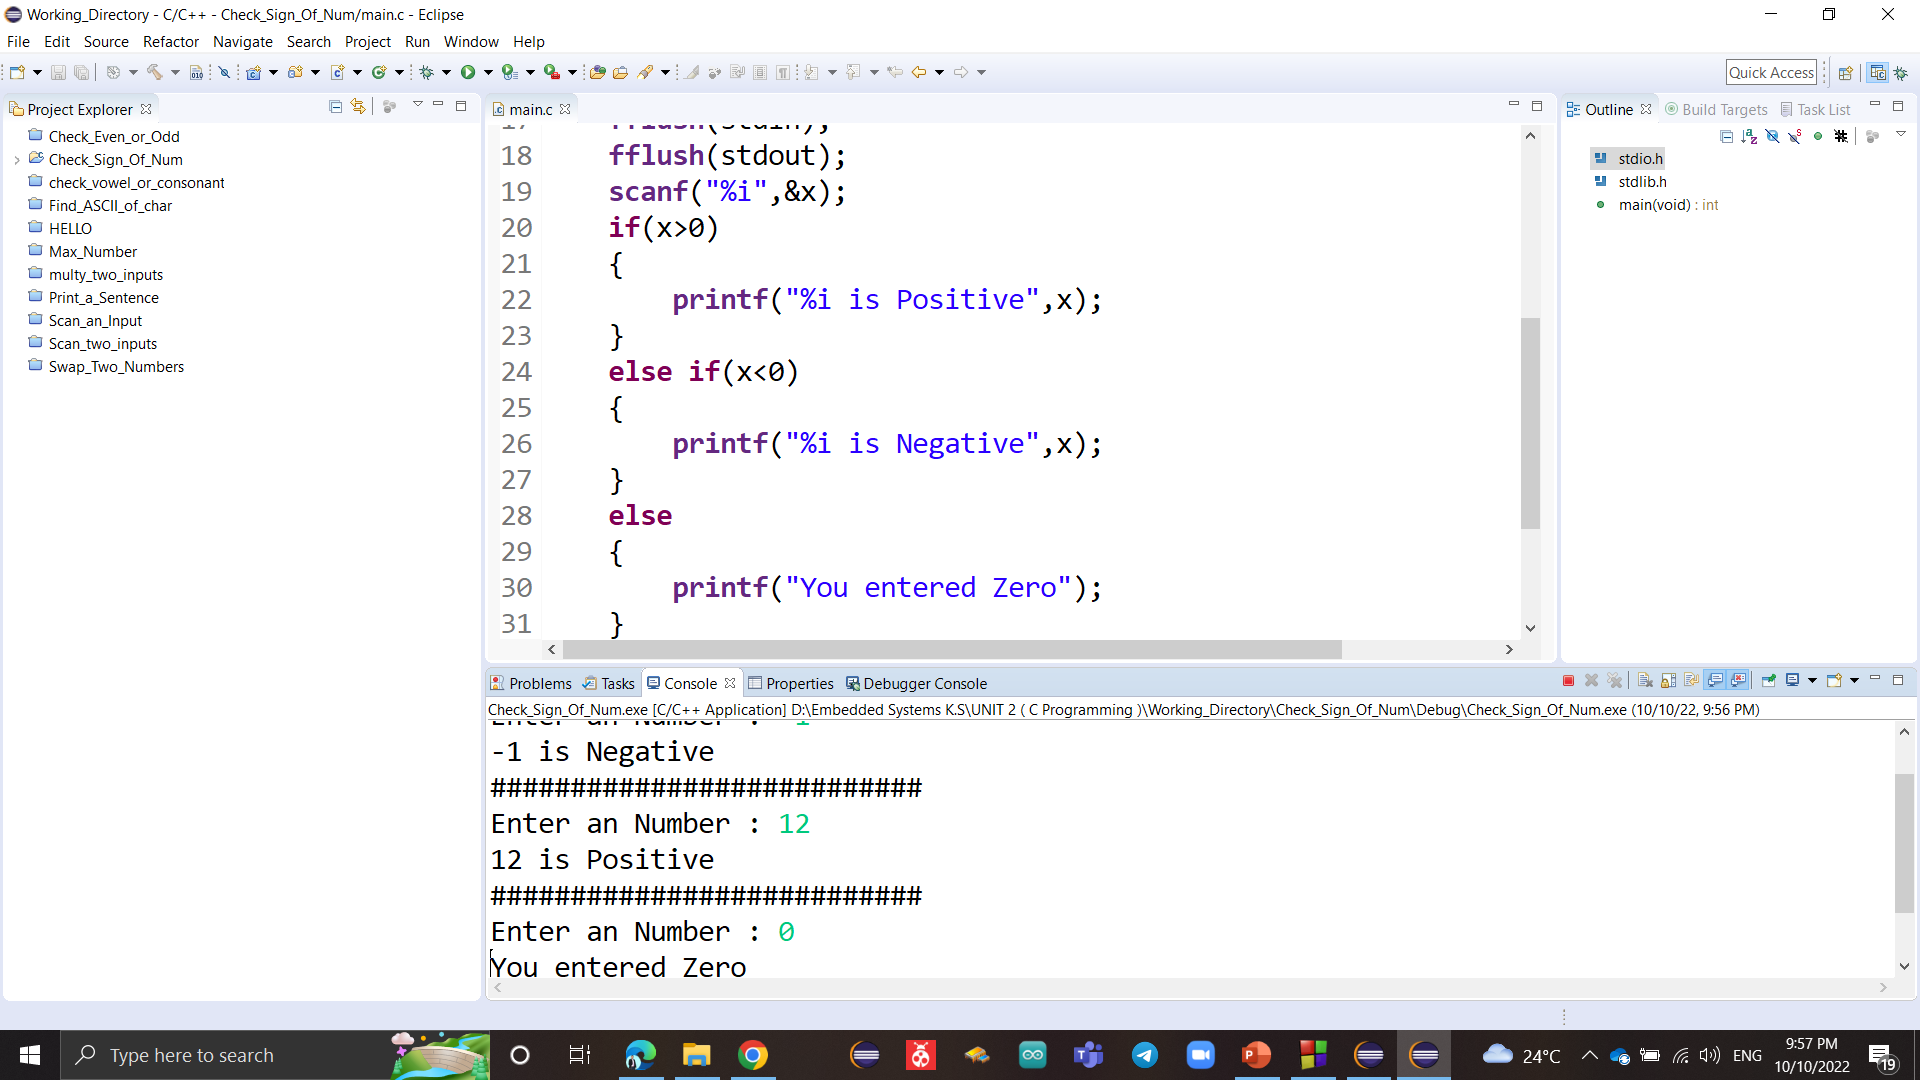 Working_Directory - C/C++ - Check_Sign_Of_Num/main.c - Eclipse
File Edit Source Refactor Navigate Search Project Run Window Help
Quick Access
Project Explorer
Check_Even_or_Odd
Check_Sign_Of_Num
check_vowel_or_consonant
Find_ASCII_of_char
HELLO
Max_Number
multy_two_inputs
Print_a_Sentence
Scan_an_Input
Scan_two_inputs
Swap_Two_Numbers
main.c
17 fflush(stdin);
18 fflush(stdout);
19 scanf("%i",&x);
20 if(x>0)
21 {
22 printf("%i is Positive",x);
23 }
24 else if(x<0)
25 {
26 printf("%i is Negative",x);
27 }
28 else
29 {
30 printf("You entered Zero");
31 }
Outline Build Targets Task List
stdio.h
stdlib.h
main(void) : int
Problems Tasks Console Properties Debugger Console
Check_Sign_Of_Num.exe [C/C++ Application] D:\Embedded Systems K.S\UNIT 2 ( C Programming )\Working_Directory\Check_Sign_Of_Num\Debug\Check_Sign_Of_Num.exe (10/10/22, 9:56 PM)
Enter an Number : -1
-1 is Negative
###########################
Enter an Number : 12
12 is Positive
###########################
Enter an Number : 0
You entered Zero
Type here to search
24°C
ENG
9:57 PM
10/10/2022
19